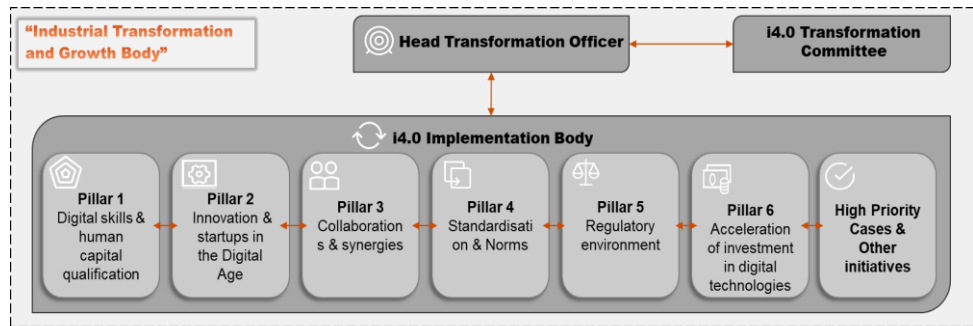 “Industrial Transformation
and Growth Body”
Head Transformation Officer
i4.0 Transformation
Committee
i4.0 Implementation Body
Pillar 1
Digital skills &
human
capital
qualification
Pillar 2
Innovation &
startups in
the Digital
Age
Pillar 3
Collaboration
s & synergies
Pillar 4
Standardisati
on & Norms
Pillar 5
Regulatory
environment
Pillar 6
Acceleration
of investment
in digital
technologies
High Priority
Cases &
Other
initiatives